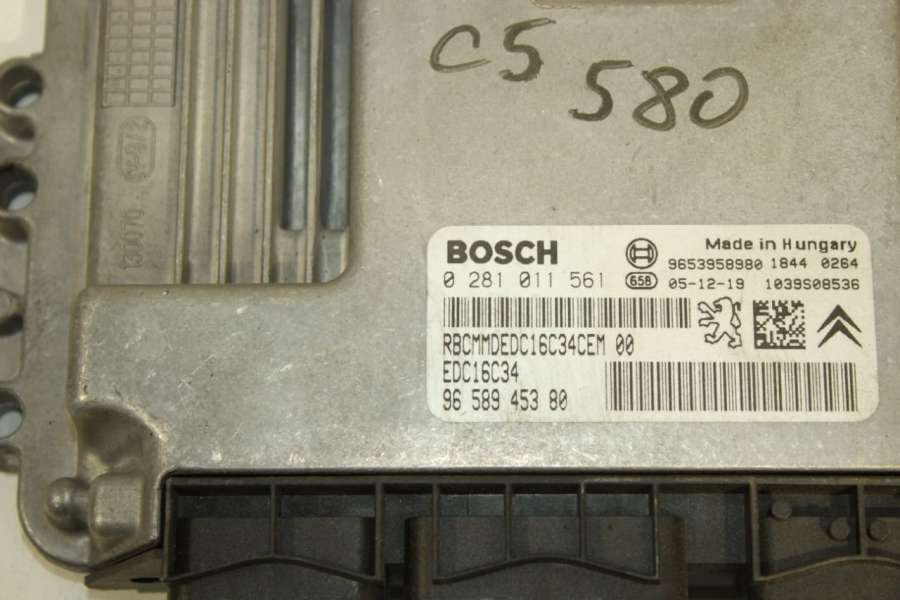 C5
580
BOSCH
Made in Hungary
9653958980 1844 0264
0 281 011 561
658 05-12-19 1039S08536
RBCMMDEDC16C34CEM 00
EDC16C34
96 589 453 80